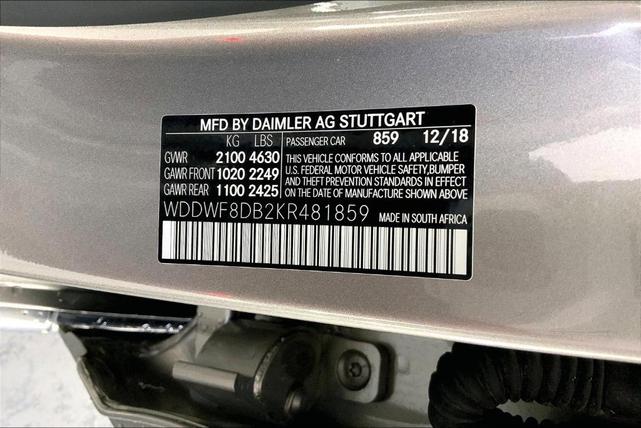 MFD BY DAIMLER AG STUTTGART
KG LBS PASSENGER CAR 859 12/18
GVWR 2100 4630 THIS VEHICLE CONFORMS TO ALL APPLICABLE
GAWR FRONT 1020 2249 U.S. FEDERAL MOTOR VEHICLE SAFETY,BUMPER
AND THEFT PREVENTION STANDARDS IN EFFECT
GAWR REAR 1100 2425 ON THE DATE OF MANUFACTURE SHOWN ABOVE
WDDWF8DB2KR481859 MADE IN SOUTH AFRICA